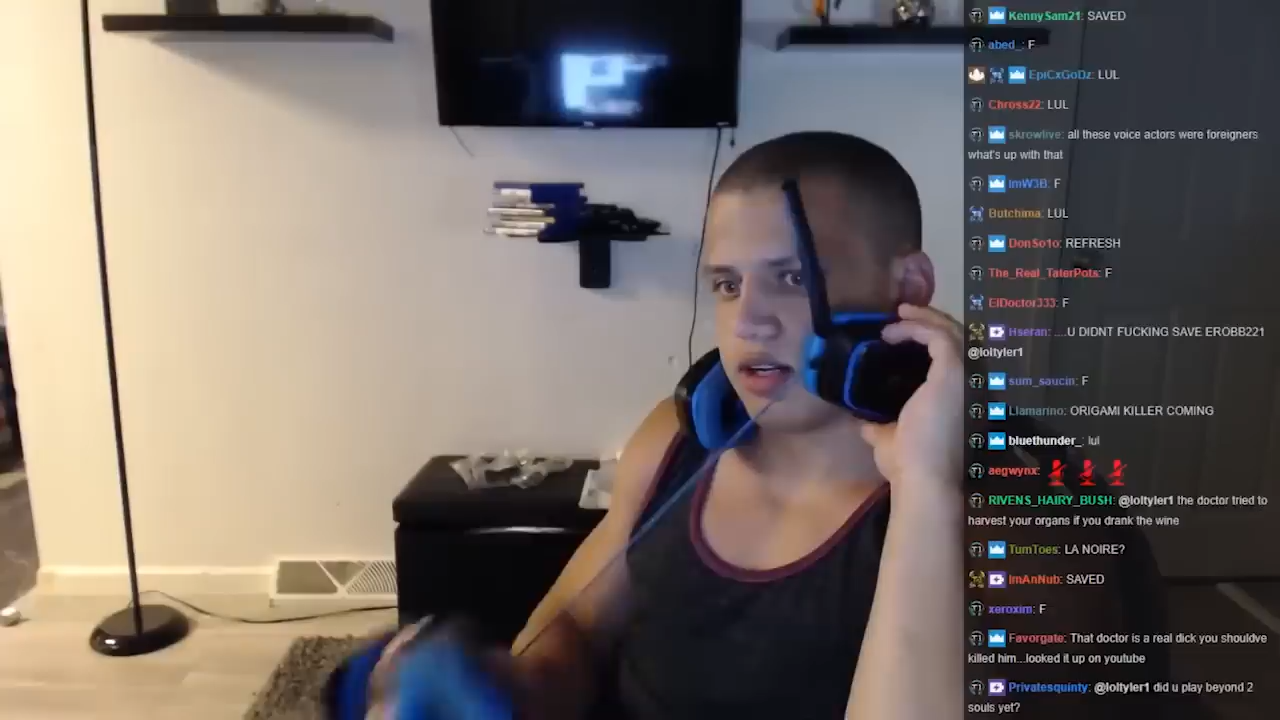 KennySam21: SAVED
abed_: F
EpiCxGoDz: LUL
Chross22: LUL
skrowlive: all these voice actors were foreigners
what's up with that
ImW3B: F
Butchima: LUL
DonSo1o: REFRESH
The_Real_TaterPots: F
ElDoctor333: F
Hseran: ....U DIDNT FUCKING SAVE EROBB221
@loltyler1
sum_saucin: F
Llamarino: ORIGAMI KILLER COMING
bluethunder_: lul
aegwynx:
RIVENS_HAIRY_BUSH: @loltyler1 the doctor tried to
harvest your organs if you drank the wine
TumToes: LA NOIRE?
ImAnNub: SAVED
xeroxim: F
Favorgate: That doctor is a real dick you shouldve
killed him...looked it up on youtube
Privatesquinty: @loltyler1 did u play beyond 2
souls yet?